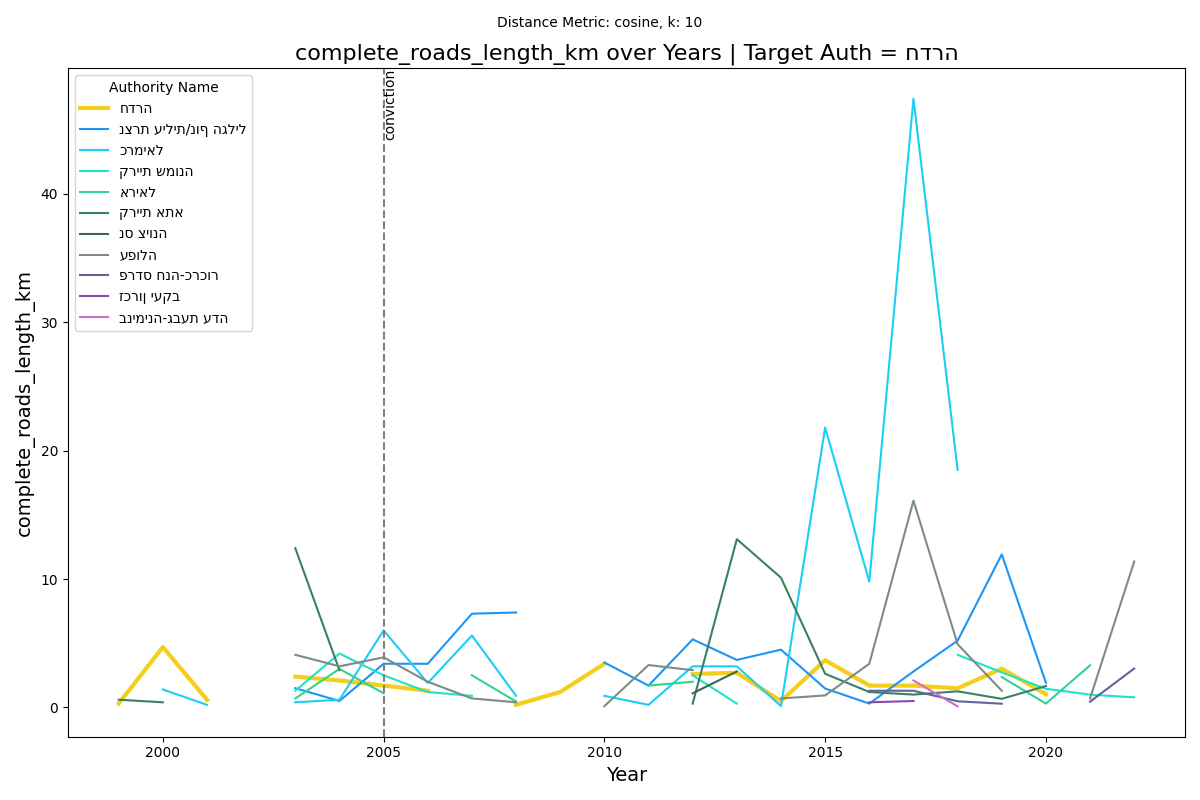 Distance Metric: cosine, k: 10
complete_roads_length_km over Years | Target Auth = חדרה
conviction
Authority Name
חדרה
נצרת עילית/נוף הגליל
כרמיאל
קריית שמונה
אריאל
קריית אתא
נס ציונה
עפולה
פרדס חנה-כרכור
זכרון יעקב
בנימינה-גבעת עדה
complete_roads_length_km
40
30
20
10
0
2000 2005 2010 2015 2020
Year